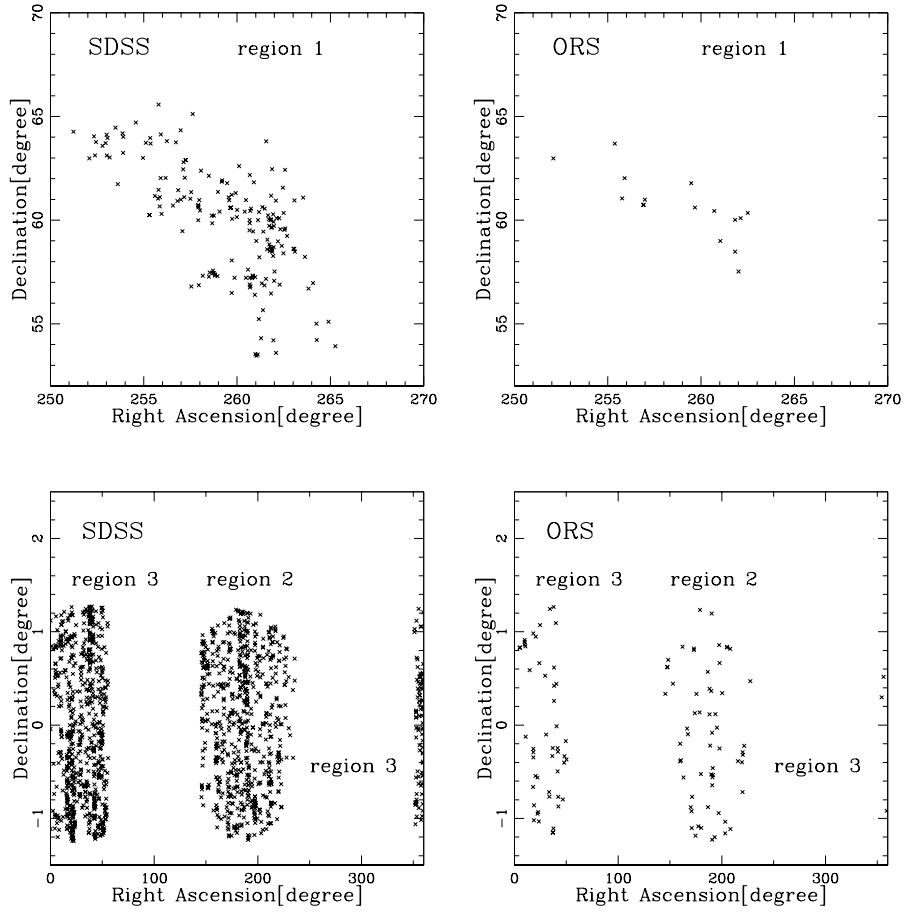 SDSS region 1
70
65
60
55
Declination[degree]
250 255 260 265 270
Right Ascension[degree]
ORS region 1
70
65
60
55
Declination[degree]
250 255 260 265 270
Right Ascension[degree]
SDSS
region 3 region 2
region 3
2
1
0
-1
Declination[degree]
0 100 200 300
Right Ascension[degree]
ORS
region 3 region 2
region 3
2
1
0
-1
Declination[degree]
0 100 200 300
Right Ascension[degree]